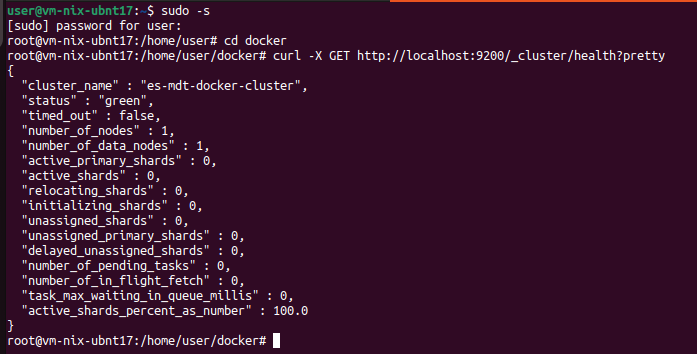 user@vm-nix-ubnt17:~$ sudo -s
[sudo] password for user:
root@vm-nix-ubnt17:/home/user# cd docker
root@vm-nix-ubnt17:/home/user/docker# curl -X GET http://localhost:9200/_cluster/health?pretty
{
  "cluster_name" : "es-mdt-docker-cluster",
  "status" : "green",
  "timed_out" : false,
  "number_of_nodes" : 1,
  "number_of_data_nodes" : 1,
  "active_primary_shards" : 0,
  "active_shards" : 0,
  "relocating_shards" : 0,
  "initializing_shards" : 0,
  "unassigned_shards" : 0,
  "unassigned_primary_shards" : 0,
  "delayed_unassigned_shards" : 0,
  "number_of_pending_tasks" : 0,
  "number_of_in_flight_fetch" : 0,
  "task_max_waiting_in_queue_millis" : 0,
  "active_shards_percent_as_number" : 100.0
}
root@vm-nix-ubnt17:/home/user/docker#